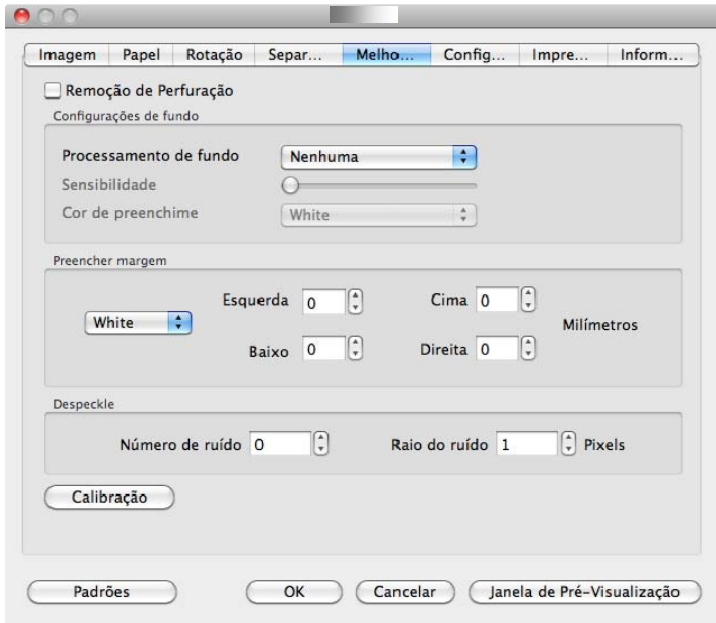 Imagem Papel Rotação Separ... Melho... Config... Impre... Inform...
Remoção de Perfuração
Configurações de fundo
Processamento de fundo Nenhuma
Sensibilidade
Cor de preenchime White
Preencher margem
Esquerda 0 Cima 0
White Milímetros
Baixo 0 Direita 0
Despeckle
Número de ruído 0 Raio do ruído 1 Pixels
Calibração
Padrões OK Cancelar Janela de Pré-Visualização